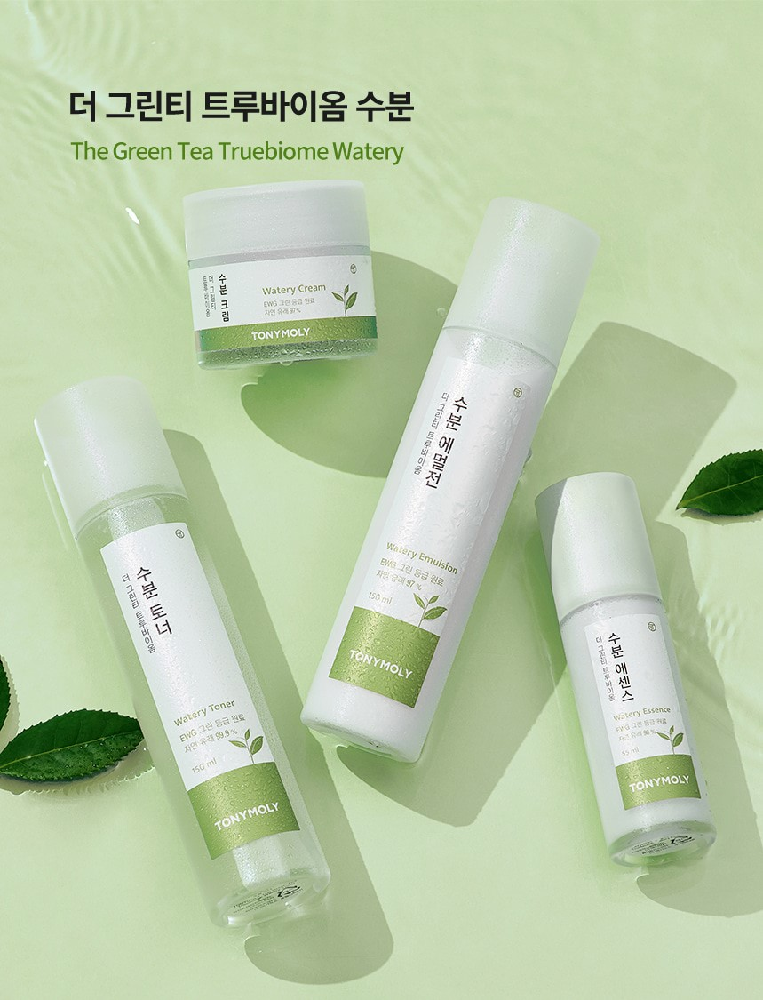 더 그린티 트루바이옴 수분
The Green Tea Truebiome Watery
수분 크림
더 그린티
트루바이옴
Watery Cream
EWG 그린 등급 원료
자연 유래 97%
TONYMOLY
수분 에멀전
더 그린티 트루바이옴
Watery Emulsion
EWG 그린 등급 원료
자연 유래 97%
150 ml
TONYMOLY
수분 토너
더 그린티 트루바이옴
Watery Toner
EWG 그린 등급 원료
자연 유래 99.9%
150 ml
TONYMOLY
수분 에센스
더 그린티 트루바이옴
Watery Essence
EWG 그린 등급 원료
자연 유래 98%
55 ml
TONYMOLY